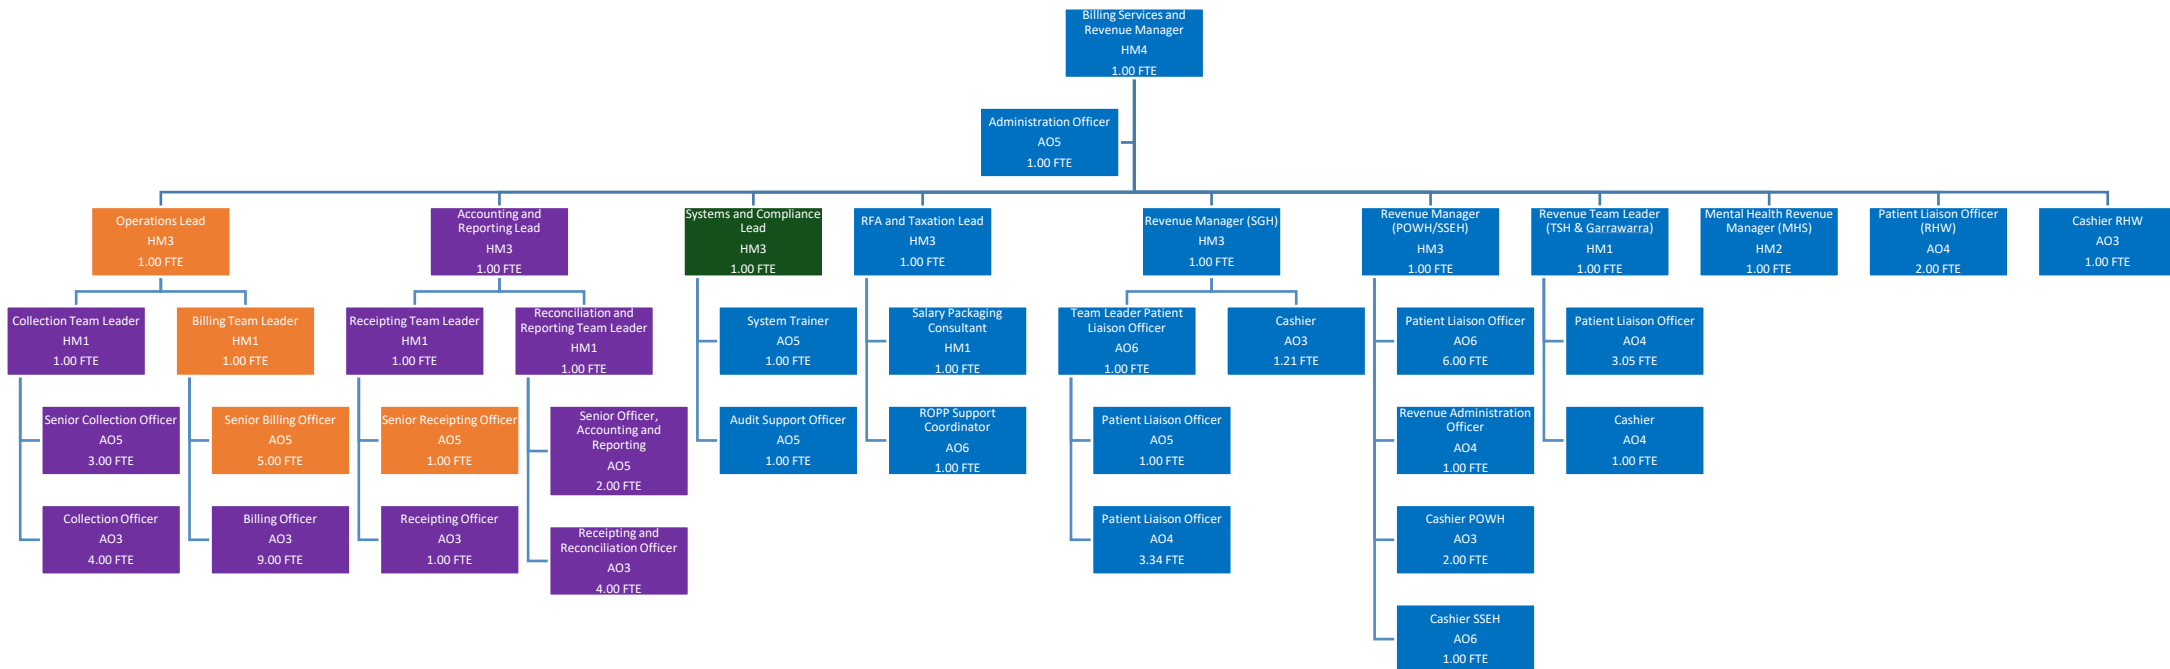 Billing Services and
Revenue Manager
HM4
1.00 FTE
Administration Officer
AO5
1.00 FTE
Operations Lead
HM3
1.00 FTE
Accounting and
Reporting Lead
HM3
1.00 FTE
Systems and Compliance
Lead
HM3
1.00 FTE
RFA and Taxation Lead
HM3
1.00 FTE
Revenue Manager (SGH)
HM3
1.00 FTE
Revenue Manager
(POWH/SSEH)
HM3
1.00 FTE
Revenue Team Leader
(TSH & Garrawarra)
HM1
1.00 FTE
Mental Health Revenue
Manager (MHS)
HM2
1.00 FTE
Patient Liaison Officer
(RHW)
AO4
2.00 FTE
Cashier RHW
AO3
1.00 FTE
Collection Team Leader
HM1
1.00 FTE
Billing Team Leader
HM1
1.00 FTE
Receipting Team Leader
HM1
1.00 FTE
Reconciliation and
Reporting Team Leader
HM1
1.00 FTE
System Trainer
AO5
1.00 FTE
Salary Packaging
Consultant
HM1
1.00 FTE
Team Leader Patient
Liaison Officer
AO6
1.00 FTE
Cashier
AO3
1.21 FTE
Patient Liaison Officer
AO6
6.00 FTE
Patient Liaison Officer
AO4
3.05 FTE
Senior Collection Officer
AO5
3.00 FTE
Senior Billing Officer
AO5
5.00 FTE
Senior Receipting Officer
AO5
1.00 FTE
Senior Officer,
Accounting and
Reporting
AO5
2.00 FTE
Audit Support Officer
AO5
1.00 FTE
ROPP Support
Coordinator
AO6
1.00 FTE
Patient Liaison Officer
AO5
1.00 FTE
Revenue Administration
Officer
AO4
1.00 FTE
Cashier
AO4
1.00 FTE
Collection Officer
AO3
4.00 FTE
Billing Officer
AO3
9.00 FTE
Receipting Officer
AO3
1.00 FTE
Receipting and
Reconciliation Officer
AO3
4.00 FTE
Patient Liaison Officer
AO4
3.34 FTE
Cashier POWH
AO3
2.00 FTE
Cashier SSEH
AO6
1.00 FTE